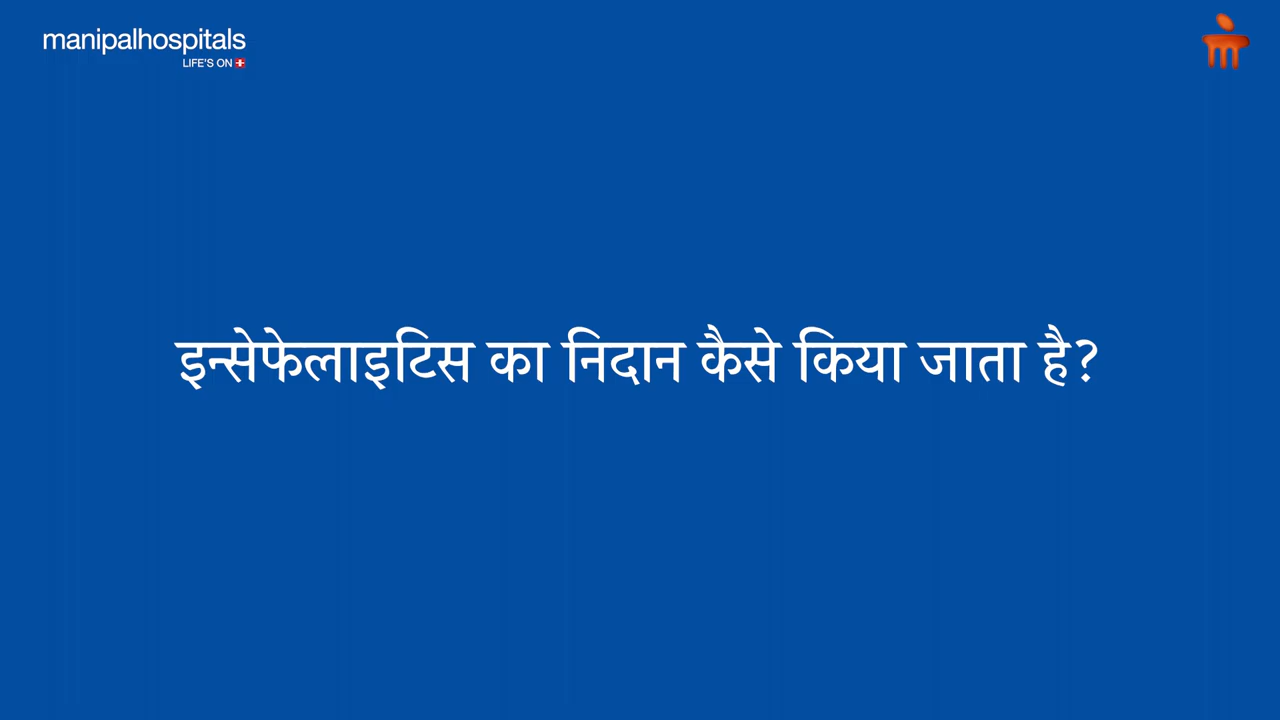 manipalhospitals
LIFE'S ON
इन्सेफेलाइटिस का निदान कैसे किया जाता है?